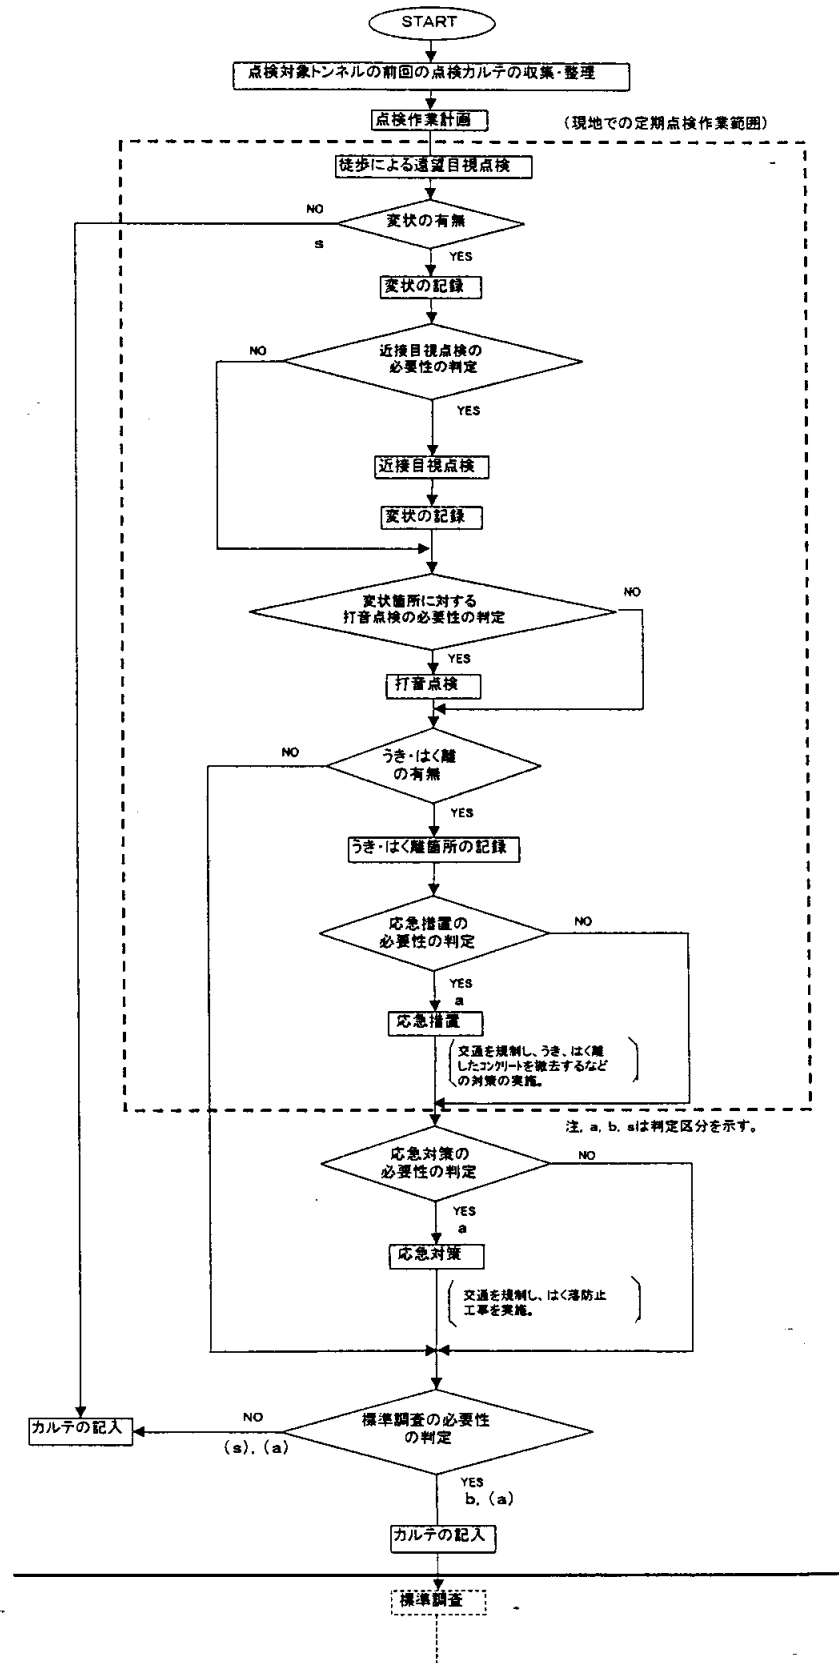 START
点検対象トンネルの前回の点検カルテの収集・整理
点検作業計画
(現地での定期点検作業範囲)
徒歩による遠望目視点検
変状の有無
NO
s
YES
変状の記録
近接目視点検の
必要性の判定
NO
YES
近接目視点検
変状の記録
変状箇所に対する
打音点検の必要性の判定
NO
YES
打音点検
うき・はく離
の有無
NO
YES
うき・はく離箇所の記録
応急措置の
必要性の判定
NO
YES
a
応急措置
交通を規制し、うき、はく離
したコンクリートを撤去するなど
の対策の実施。
注, a, b, sは判定区分を示す。
応急対策の
必要性の判定
NO
YES
a
応急対策
交通を規制し、はく落防止
工事を実施。
標準調査の必要性
の判定
NO
(s), (a)
カルテの記入
YES
b, (a)
カルテの記入
標準調査